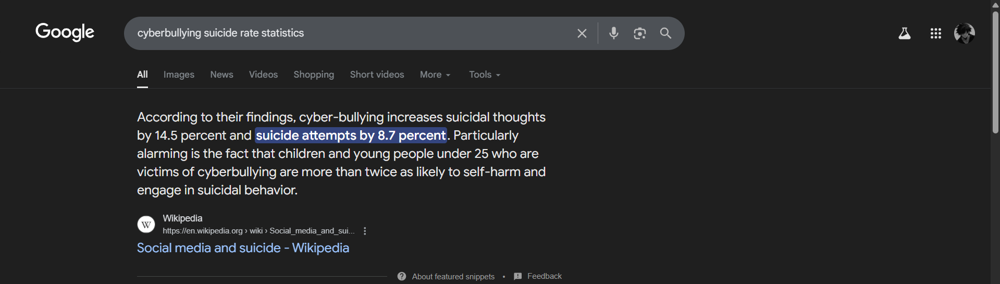 Google
cyberbullying suicide rate statistics
All Images News Videos Shopping Short videos More Tools
According to their findings, cyber-bullying increases suicidal thoughts
by 14.5 percent and suicide attempts by 8.7 percent. Particularly
alarming is the fact that children and young people under 25 who are
victims of cyberbullying are more than twice as likely to self-harm and
engage in suicidal behavior.
W
Wikipedia
https://en.wikipedia.org › wiki › Social_media_and_sui...
Social media and suicide - Wikipedia
About featured snippets • Feedback